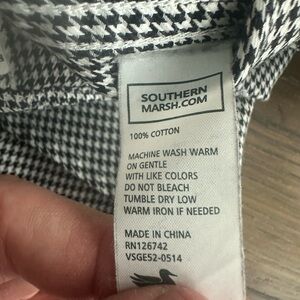 SOUTHERN
MARSH.COM
100% COTTON
MACHINE WASH WARM
ON GENTLE
WITH LIKE COLORS
DO NOT BLEACH
TUMBLE DRY LOW
WARM IRON IF NEEDED
MADE IN CHINA
RN126742
VSGES2-0514